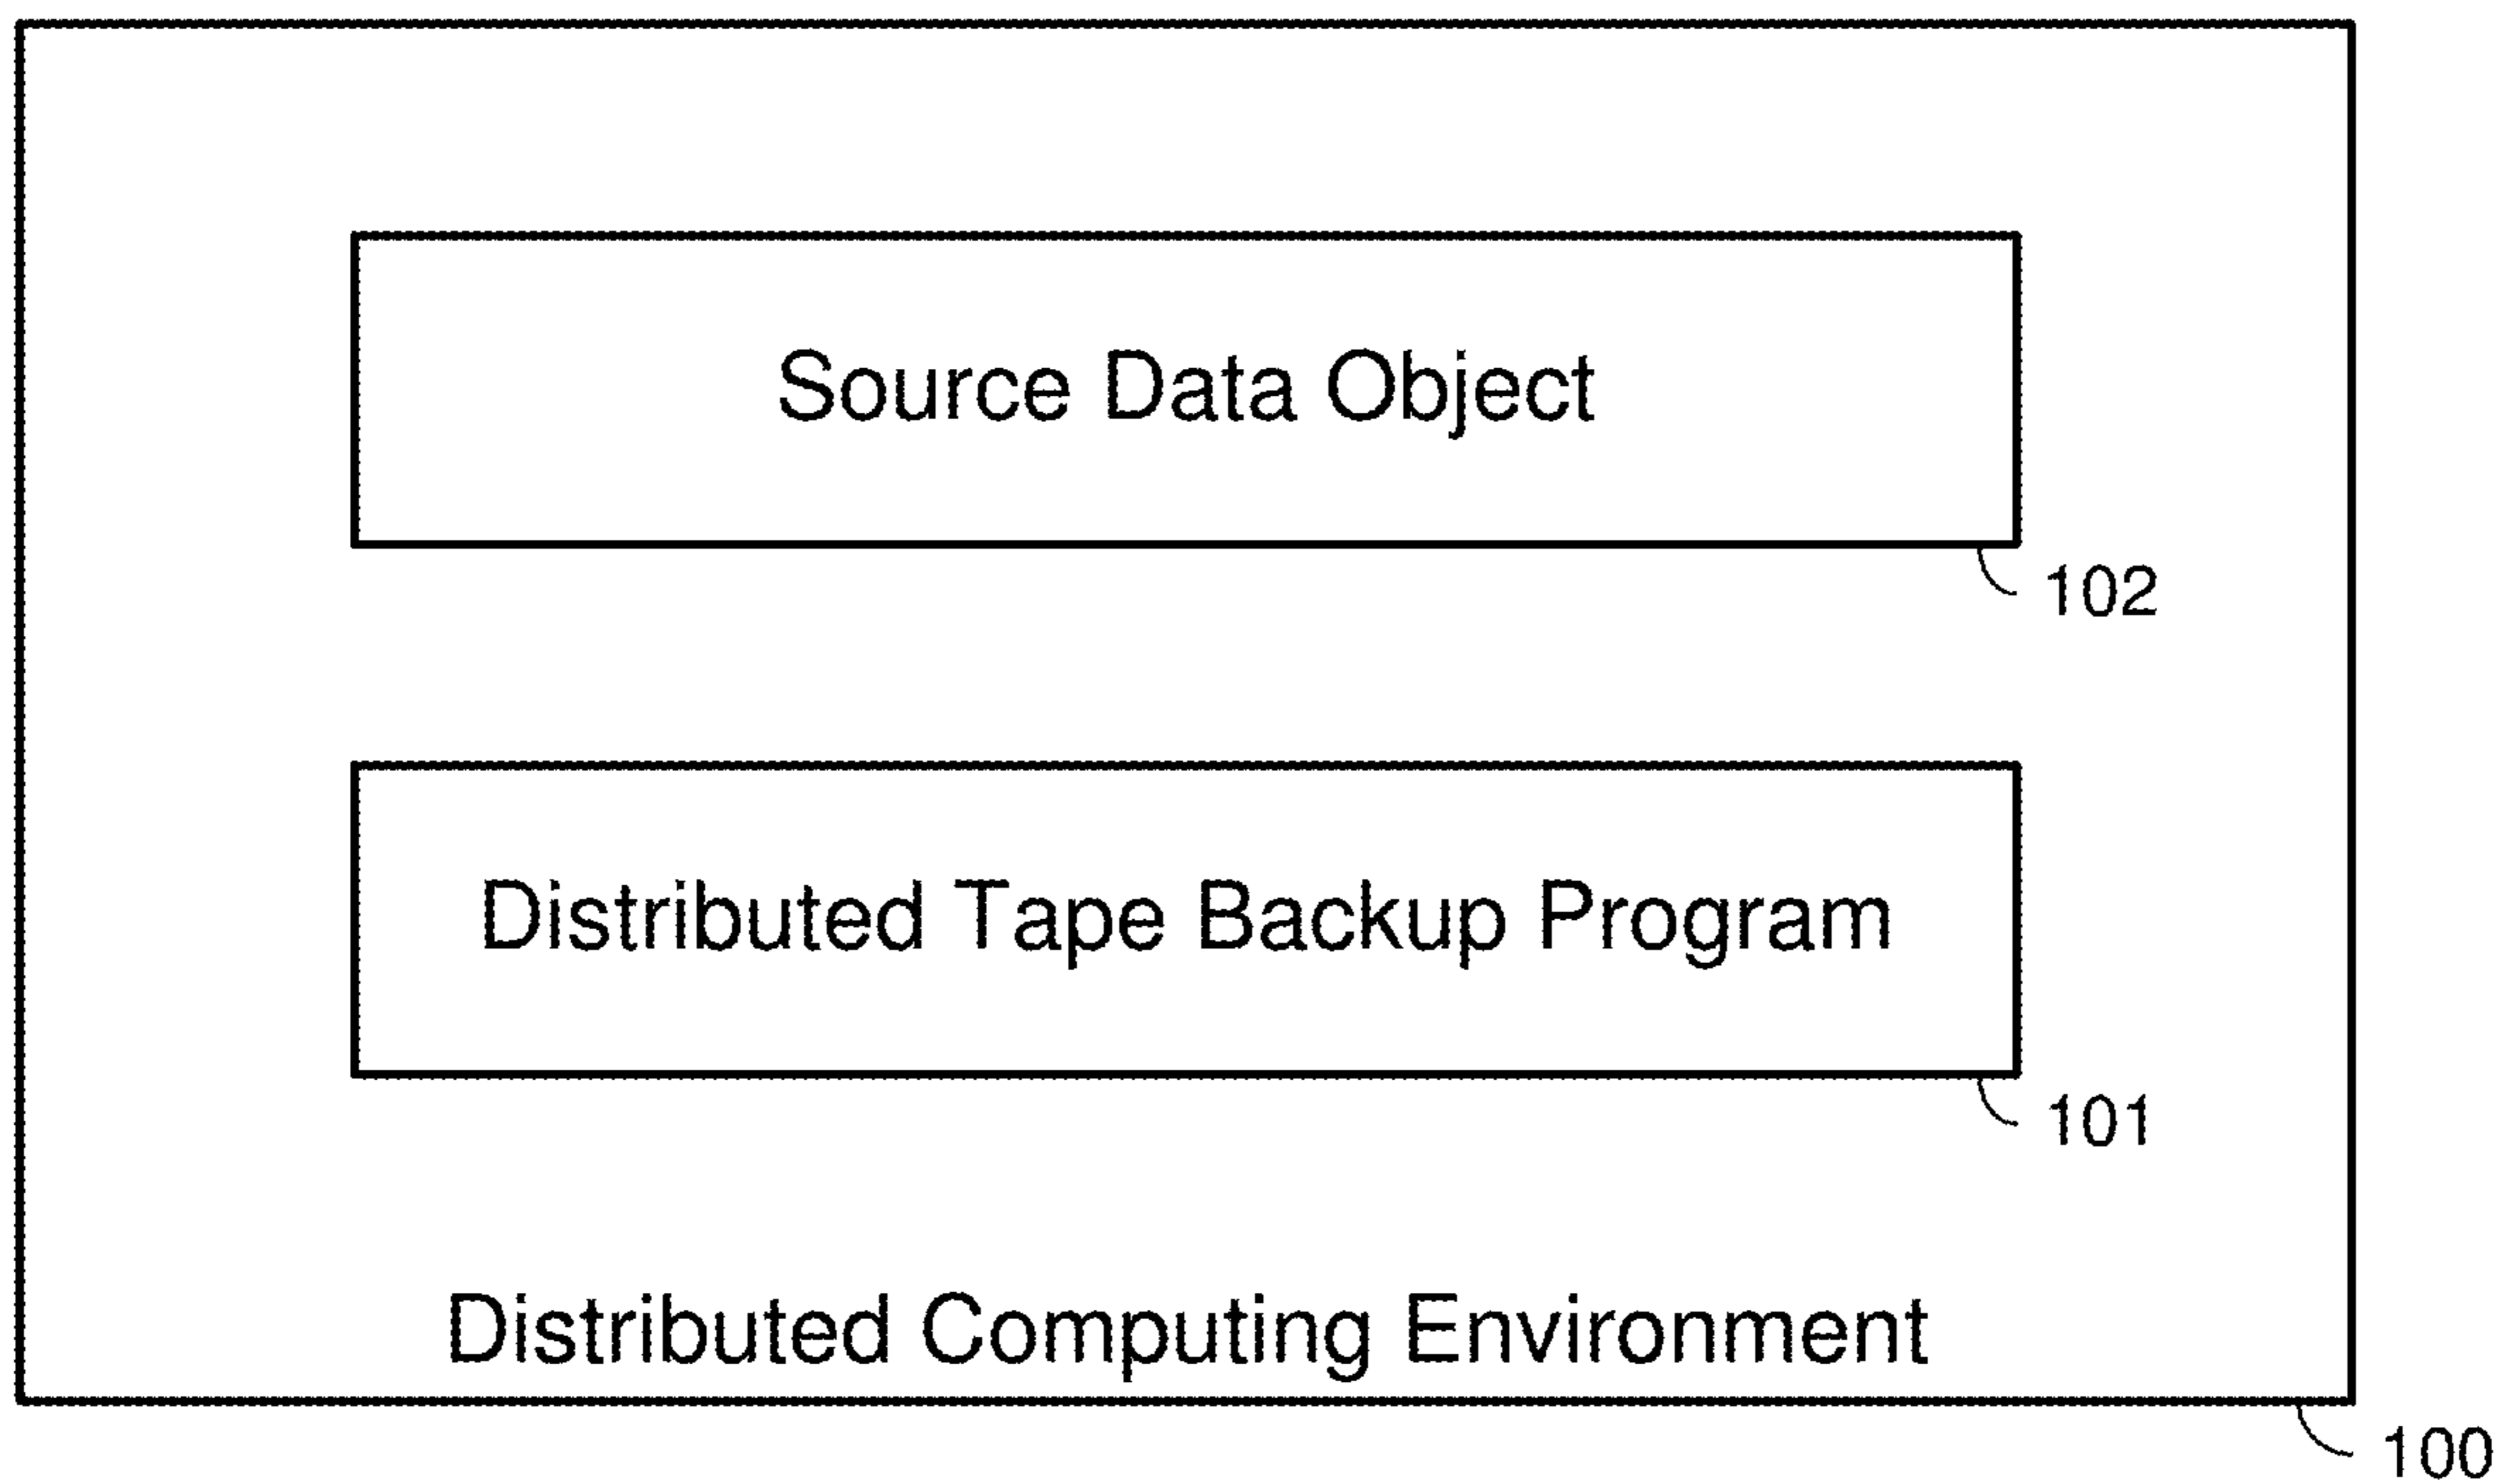 Source Data Object
102
Distributed Tape Backup Program
101
Distributed Computing Environment
100